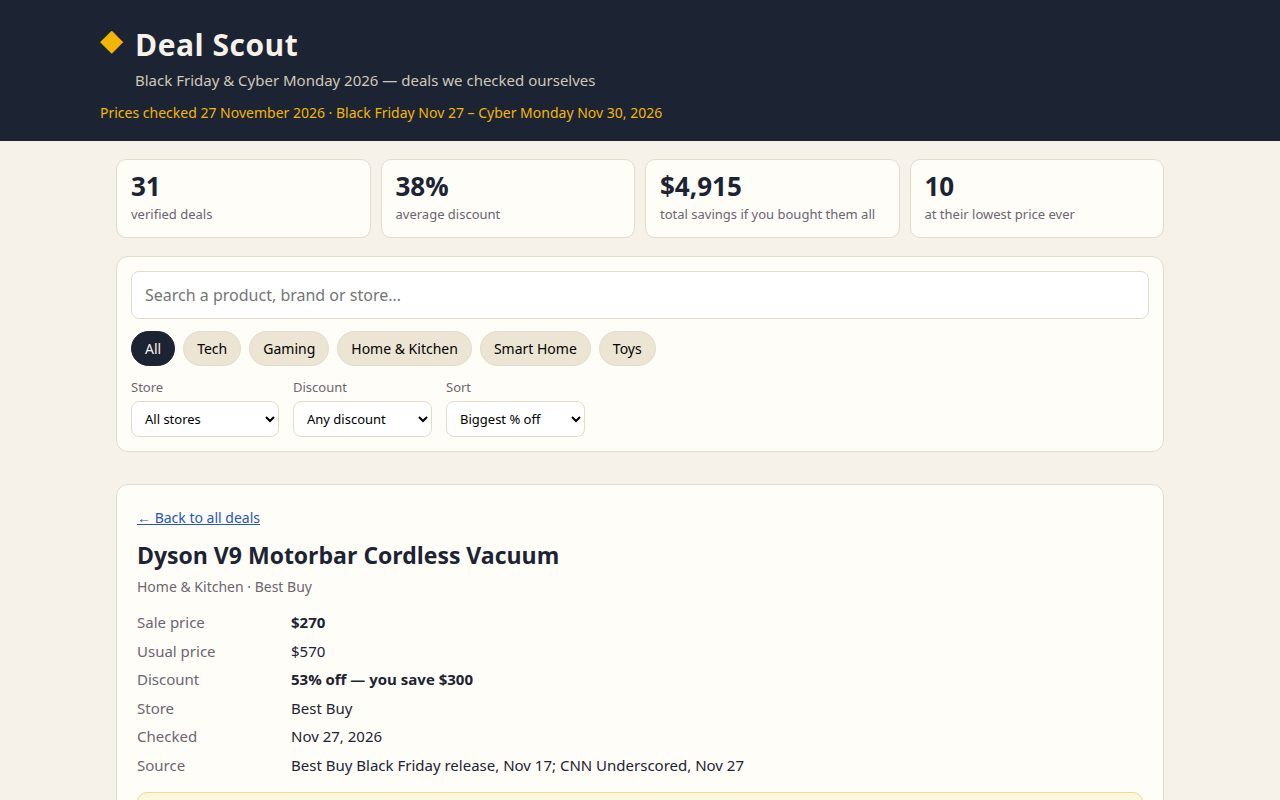 Deal Scout
Black Friday & Cyber Monday 2026 — deals we checked ourselves
Prices checked 27 November 2026 · Black Friday Nov 27 – Cyber Monday Nov 30, 2026
31
verified deals
38%
average discount
$4,915
total savings if you bought them all
10
at their lowest price ever
Search a product, brand or store...
All Tech Gaming Home & Kitchen Smart Home Toys
Store Discount Sort
All stores Any discount Biggest % off
← Back to all deals
Dyson V9 Motorbar Cordless Vacuum
Home & Kitchen · Best Buy
Sale price $270
Usual price $570
Discount 53% off — you save $300
Store Best Buy
Checked Nov 27, 2026
Source Best Buy Black Friday release, Nov 17; CNN Underscored, Nov 27